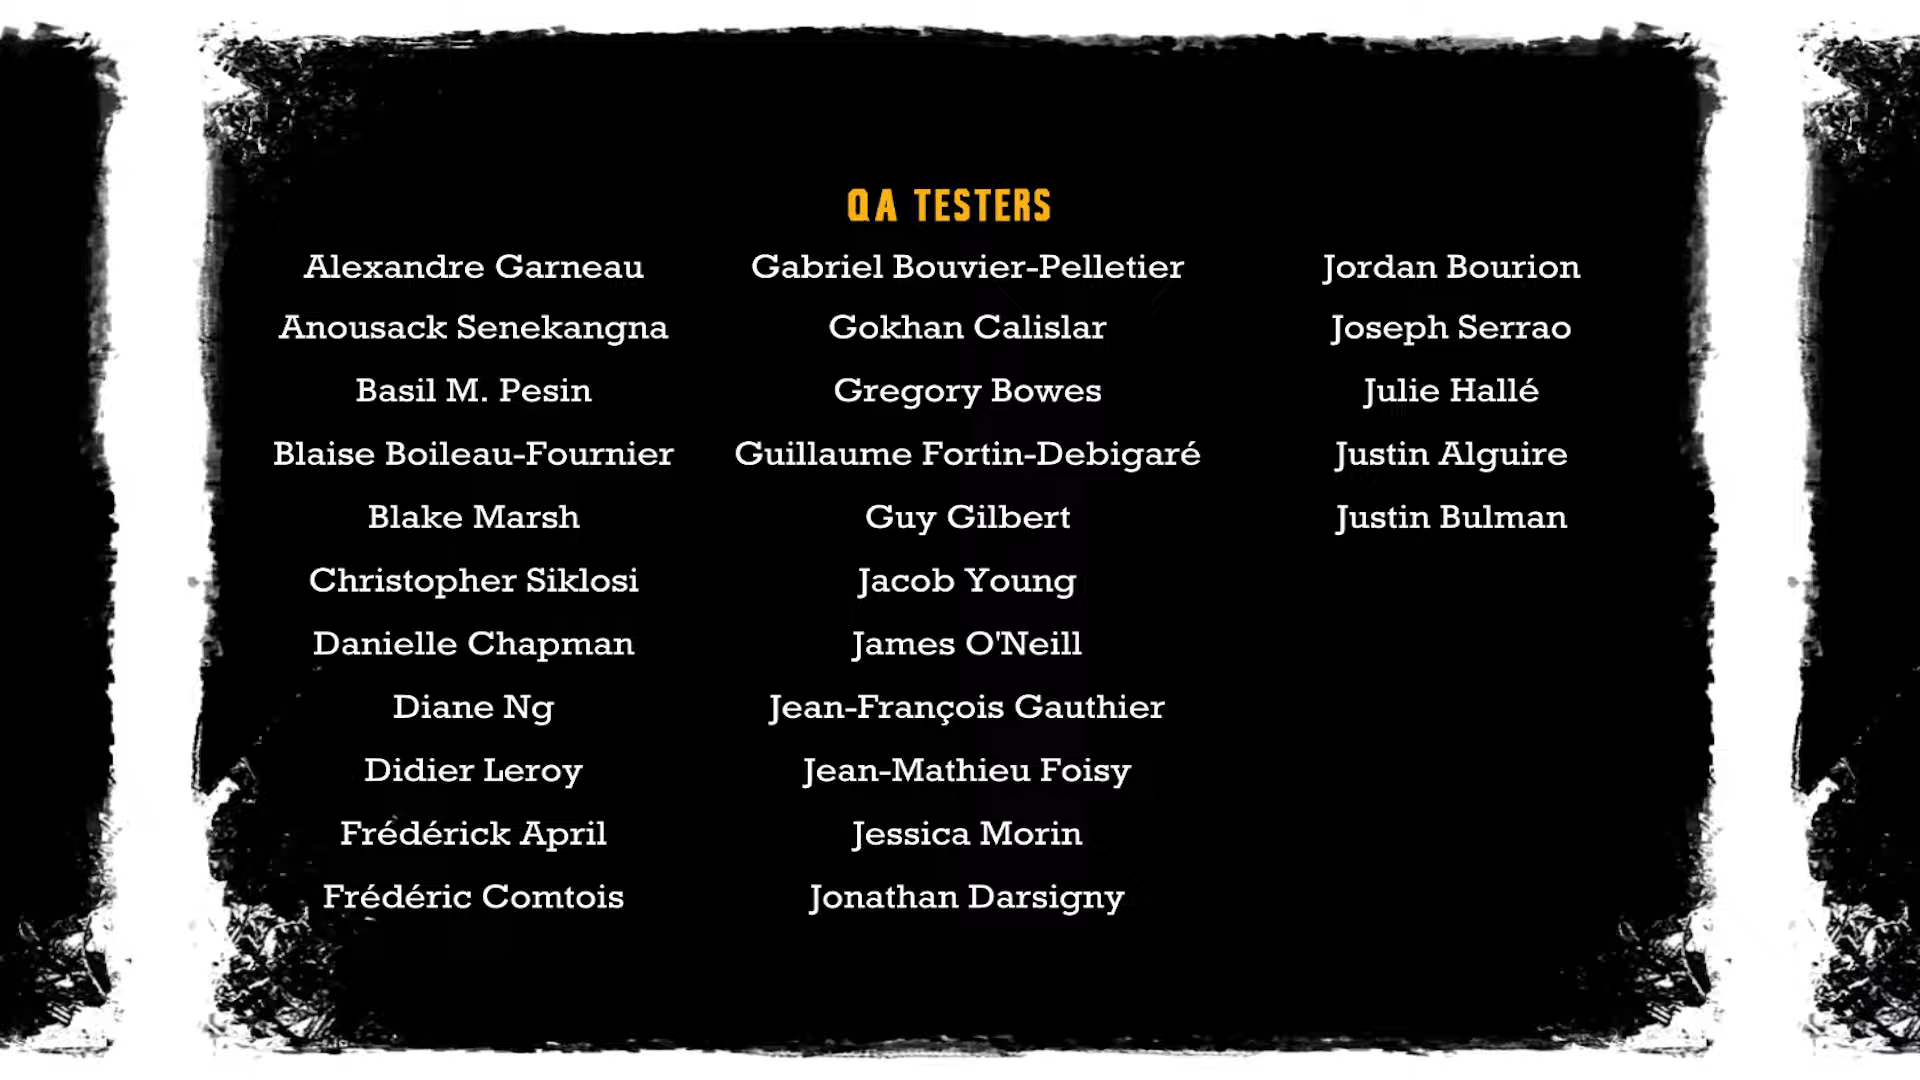 QA TESTERS
Alexandre Garneau
Anousack Senekangna
Basil M. Pesin
Blaise Boileau-Fournier
Blake Marsh
Christopher Siklosi
Danielle Chapman
Diane Ng
Didier Leroy
Frédérick April
Frédéric Comtois
Gabriel Bouvier-Pelletier
Gokhan Calislar
Gregory Bowes
Guillaume Fortin-Debigaré
Guy Gilbert
Jacob Young
James O'Neill
Jean-François Gauthier
Jean-Mathieu Foisy
Jessica Morin
Jonathan Darsigny
Jordan Bourion
Joseph Serrao
Julie Hallé
Justin Alguire
Justin Bulman